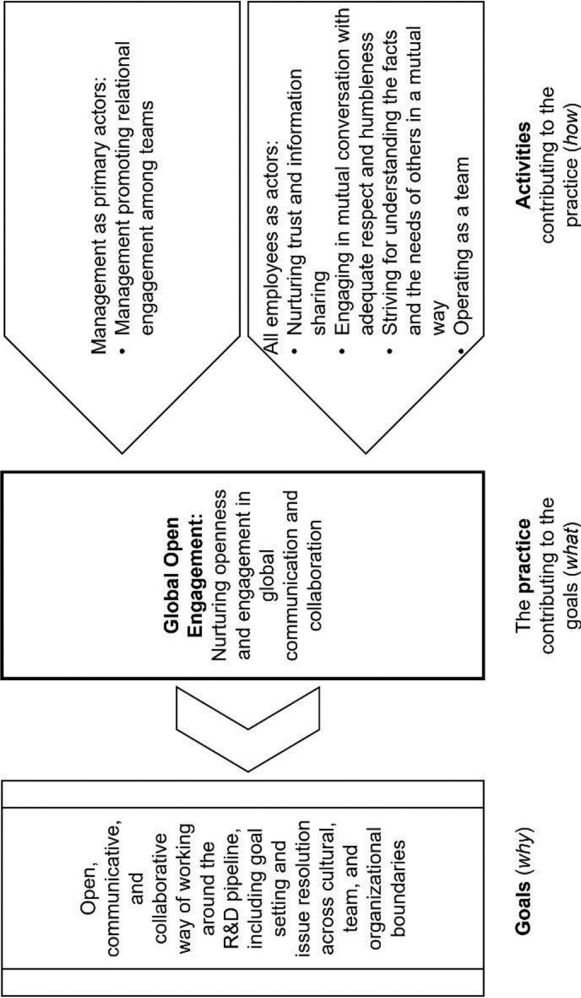 Open,
communicative,
and
collaborative
way of working
around the
R&D pipeline,
including goal
setting and
issue resolution
across cultural,
team, and
organizational
boundaries
Global Open
Engagement:
Nurturing openness
and engagement in
global
communication and
collaboration
Management as primary actors:
• Management promoting relational
engagement among teams
All employees as actors:
• Nurturing trust and information
sharing
• Engaging in mutual conversation with
adequate respect and humbleness
• Striving for understanding the facts
and the needs of others in a mutual
way
• Operating as a team
Goals (why)
The practice
contributing to the
goals (what)
Activities
contributing to the
practice (how)